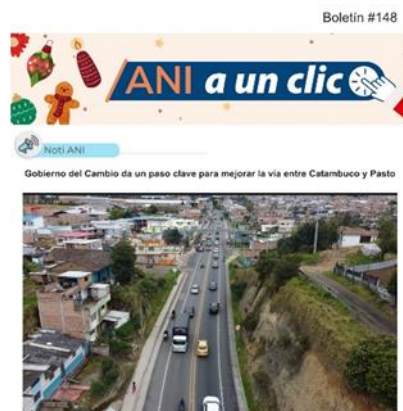 Boletín #148
ANI a un clic
Noti ANI
Gobierno del Cambio da un paso clave para mejorar la vía entre Catambuco y Pasto